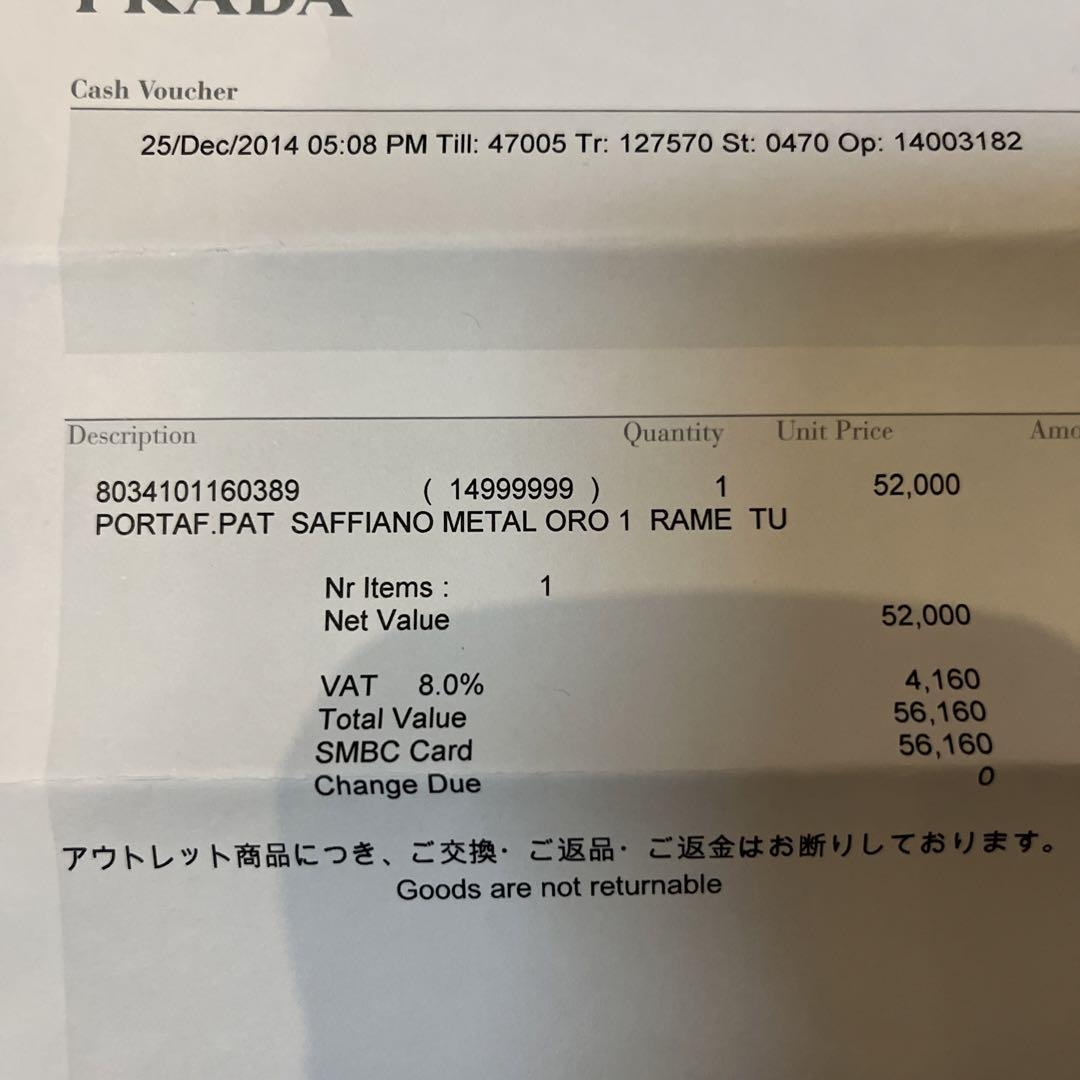 PRADA
Cash Voucher
25/Dec/2014 05:08 PM Till: 47005 Tr: 127570 St: 0470 Op: 14003182
Description Quantity Unit Price Amo
8034101160389 ( 14999999 ) 1 52,000
PORTAF.PAT SAFFIANO METAL ORO 1 RAME TU
Nr Items : 1
Net Value 52,000
VAT 8.0% 4,160
Total Value 56,160
SMBC Card 56,160
Change Due 0
アウトレット商品につき、ご交換・ご返品・ご返金はお断りしております。
Goods are not returnable